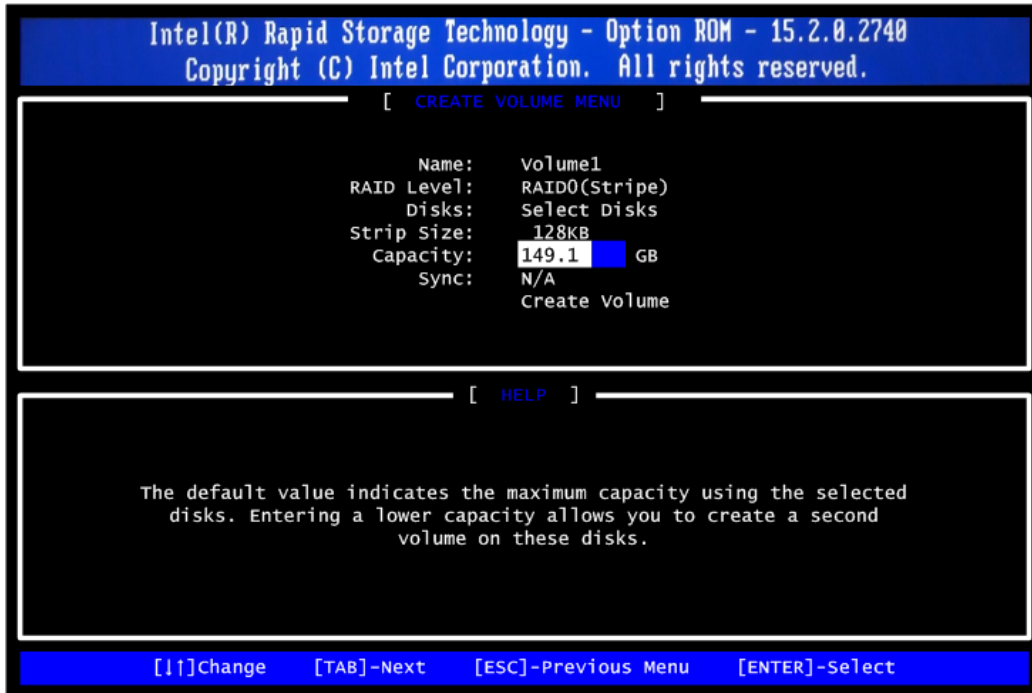 Intel(R) Rapid Storage Technology - Option ROM - 15.2.0.2740
Copyright (C) Intel Corporation. All rights reserved.
[ CREATE VOLUME MENU ]
Name: Volume1
RAID Level: RAID0(Stripe)
Disks: Select Disks
Strip Size: 128KB
Capacity: 149.1 GB
Sync: N/A
Create Volume
[ HELP ]
The default value indicates the maximum capacity using the selected
disks. Entering a lower capacity allows you to create a second
volume on these disks.
[↓↑]Change [TAB]-Next [ESC]-Previous Menu [ENTER]-Select